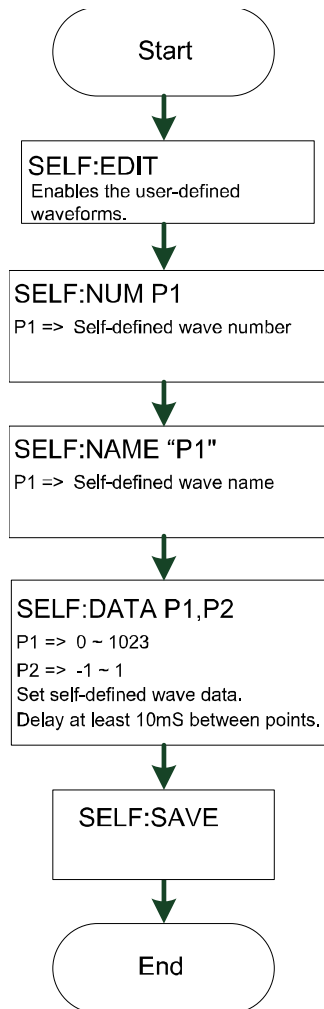 Start
SELF:EDIT
Enables the user-defined
waveforms.
SELF:NUM P1
P1 => Self-defined wave number
SELF:NAME “P1"
P1 => Self-defined wave name
SELF:DATA P1,P2
P1 => 0 ~ 1023
P2 => -1 ~ 1
Set self-defined wave data.
Delay at least 10mS between points.
SELF:SAVE
End